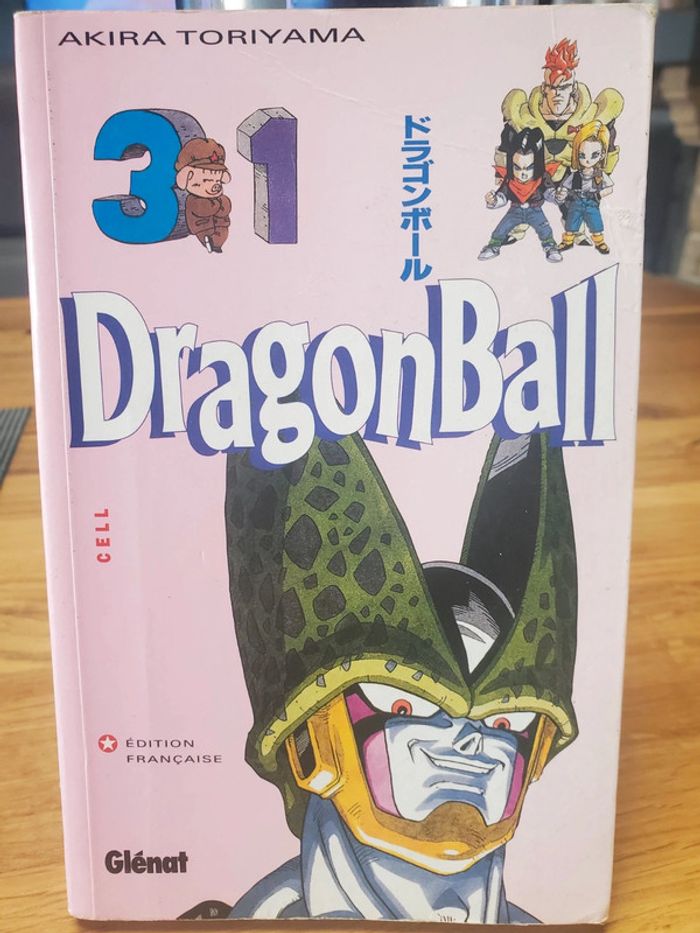 AKIRA TORIYAMA
31
ドラゴンボール
DragonBall
CELL
ÉDITION
FRANÇAISE
Glénat